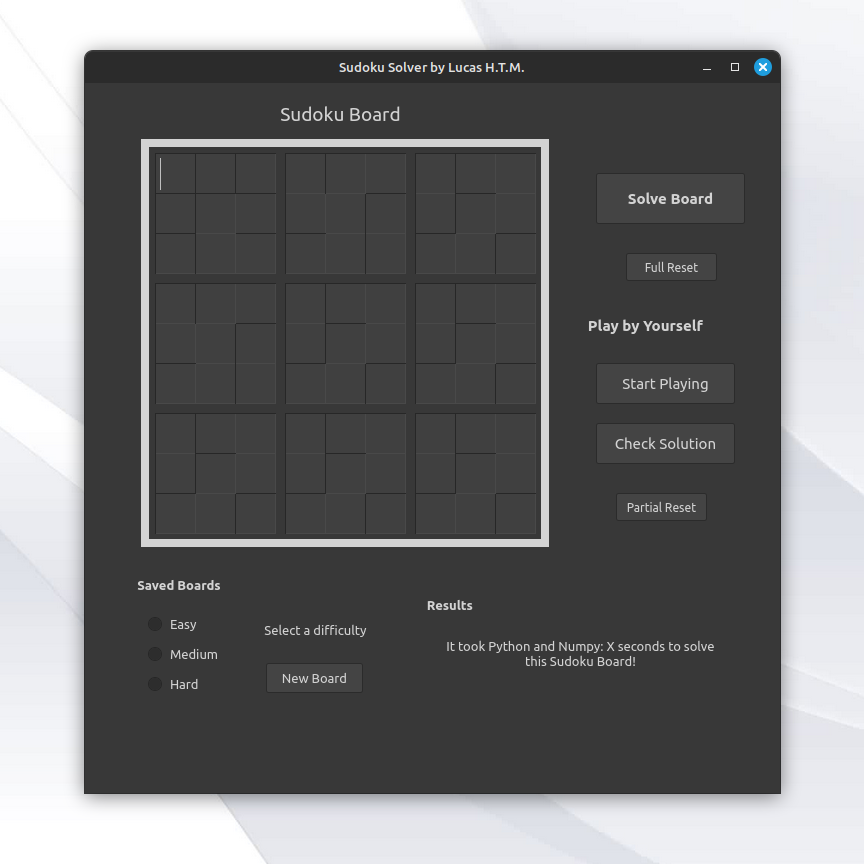 Sudoku Solver by Lucas H.T.M.
Sudoku Board
Solve Board
Full Reset
Play by Yourself
Start Playing
Check Solution
Partial Reset
Saved Boards
Easy
Medium
Hard
Select a difficulty
New Board
Results
It took Python and Numpy: X seconds to solve
this Sudoku Board!